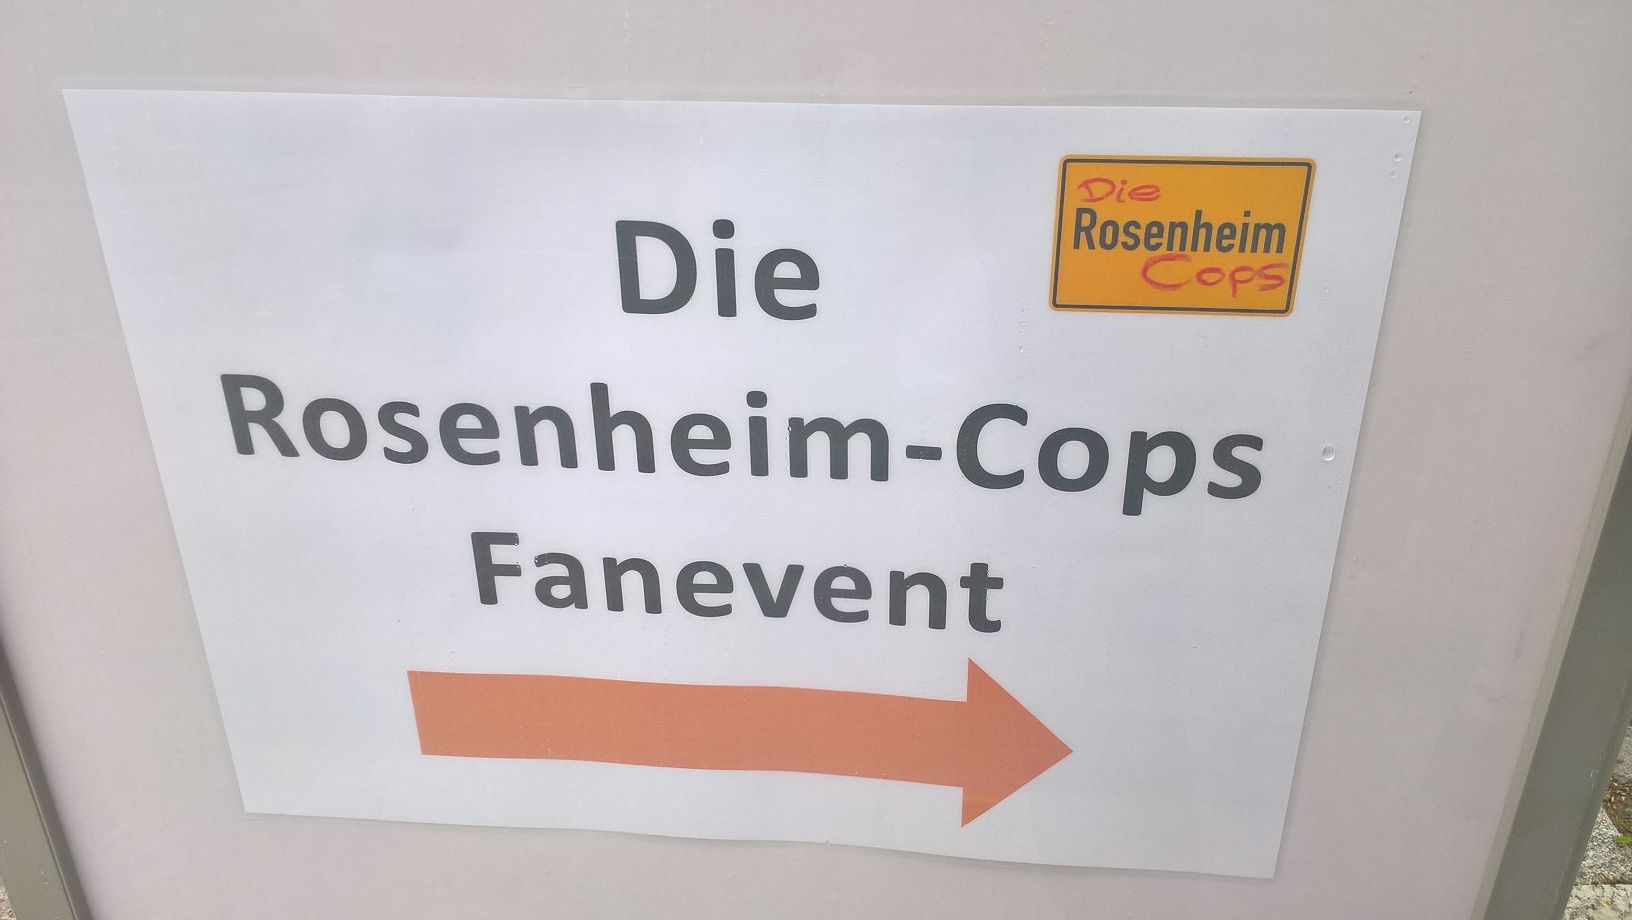 Die
Rosenheim
Cops
Die
Rosenheim-Cops
Fanevent